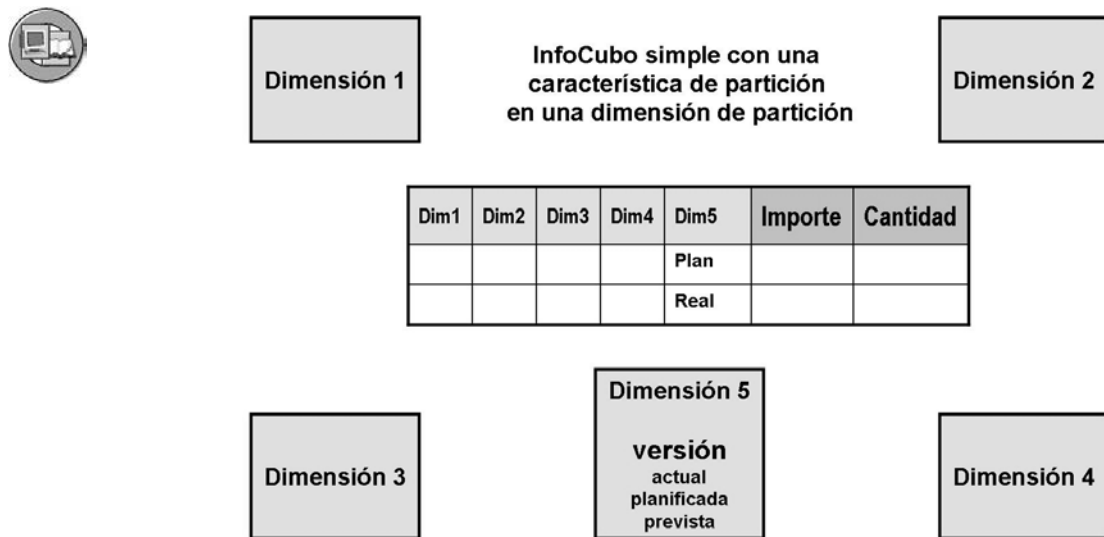 Dimensión 1
InfoCubo simple con una
característica de partición
en una dimensión de partición
Dimensión 2
Dim1 Dim2 Dim3 Dim4 Dim5 Importe Cantidad
Plan
Real
Dimensión 3
Dimensión 5
versión
actual
planificada
prevista
Dimensión 4